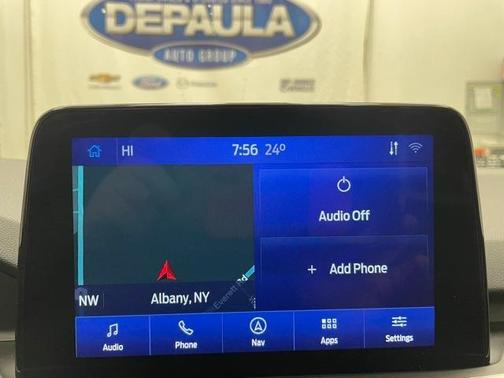 DEPAULA
AUTO GROUP
HI
7:56 24°
Audio Off
+ Add Phone
NW
Albany, NY
Everett
Audio
Phone
Nav
Apps
Settings